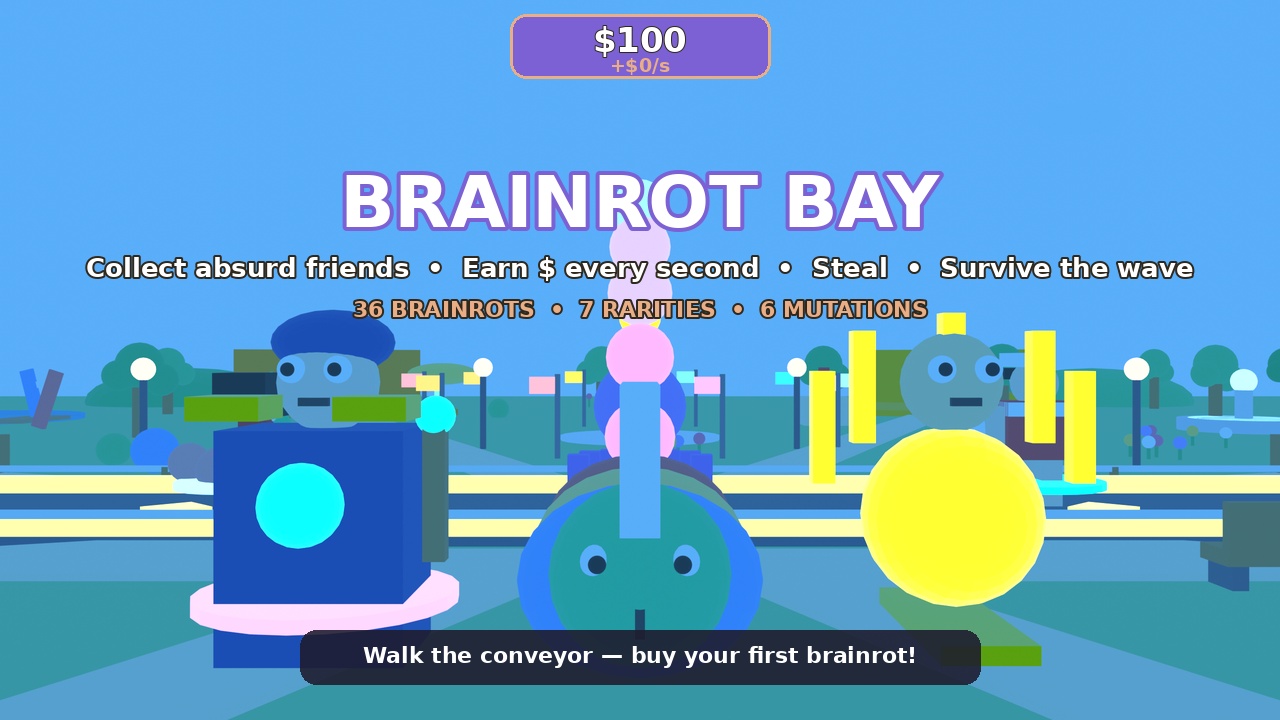 $100
+$0/s
BRAINROT BAY
Collect absurd friends • Earn $ every second • Steal • Survive the wave
36 BRAINROTS • 7 RARITIES • 6 MUTATIONS
Walk the conveyor — buy your first brainrot!